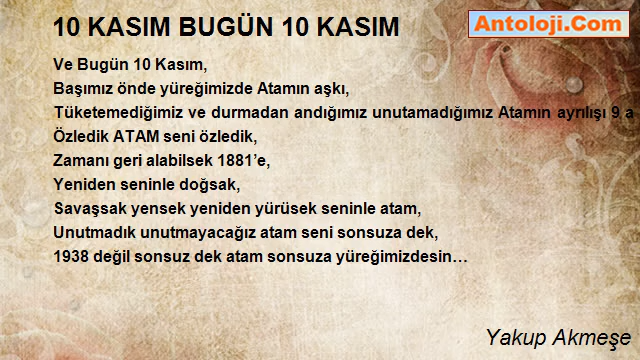 Antoloji.Com
10 KASIM BUGÜN 10 KASIM
Ve Bugün 10 Kasım,
Başımız önde yüreğimizde Atamın aşkı,
Tüketemediğimiz ve durmadan andığımız unutamadığımız Atamın ayrılışı 9 a
Özledik ATAM seni özledik,
Zamanı geri alabilsek 1881’e,
Yeniden seninle doğsak,
Savaşsak yensek yeniden yürüsek seninle atam,
Unutmadık unutmayacağız atam seni sonsuza dek,
1938 değil sonsuz dek atam sonsuza yüreğimizdesin…
Yakup Akmeşe